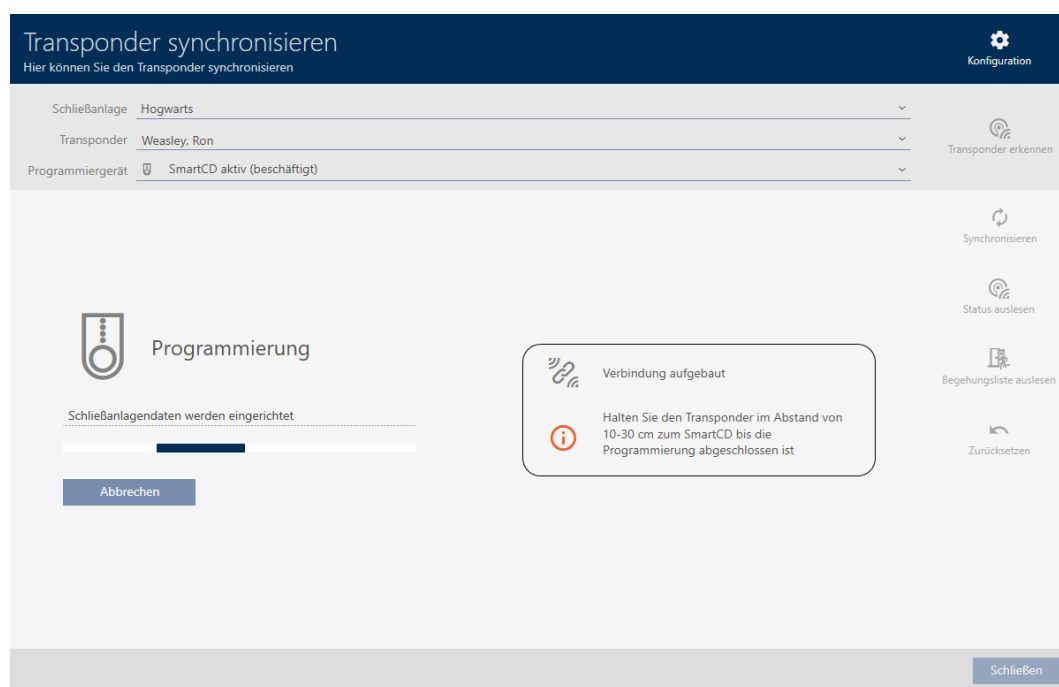 Transponder synchronisieren
Hier können Sie den Transponder synchronisieren
Konfiguration
Schließanlage Hogwarts
Transponder Weasley, Ron
Programmiergerät SmartCD aktiv (beschäftigt)
Transponder erkennen
Synchronisieren
Status auslesen
Begehungsliste auslesen
Zurücksetzen
Programmierung
Schließanlagendaten werden eingerichtet
Abbrechen
Verbindung aufgebaut
Halten Sie den Transponder im Abstand von
10-30 cm zum SmartCD bis die
Programmierung abgeschlossen ist
Schließen